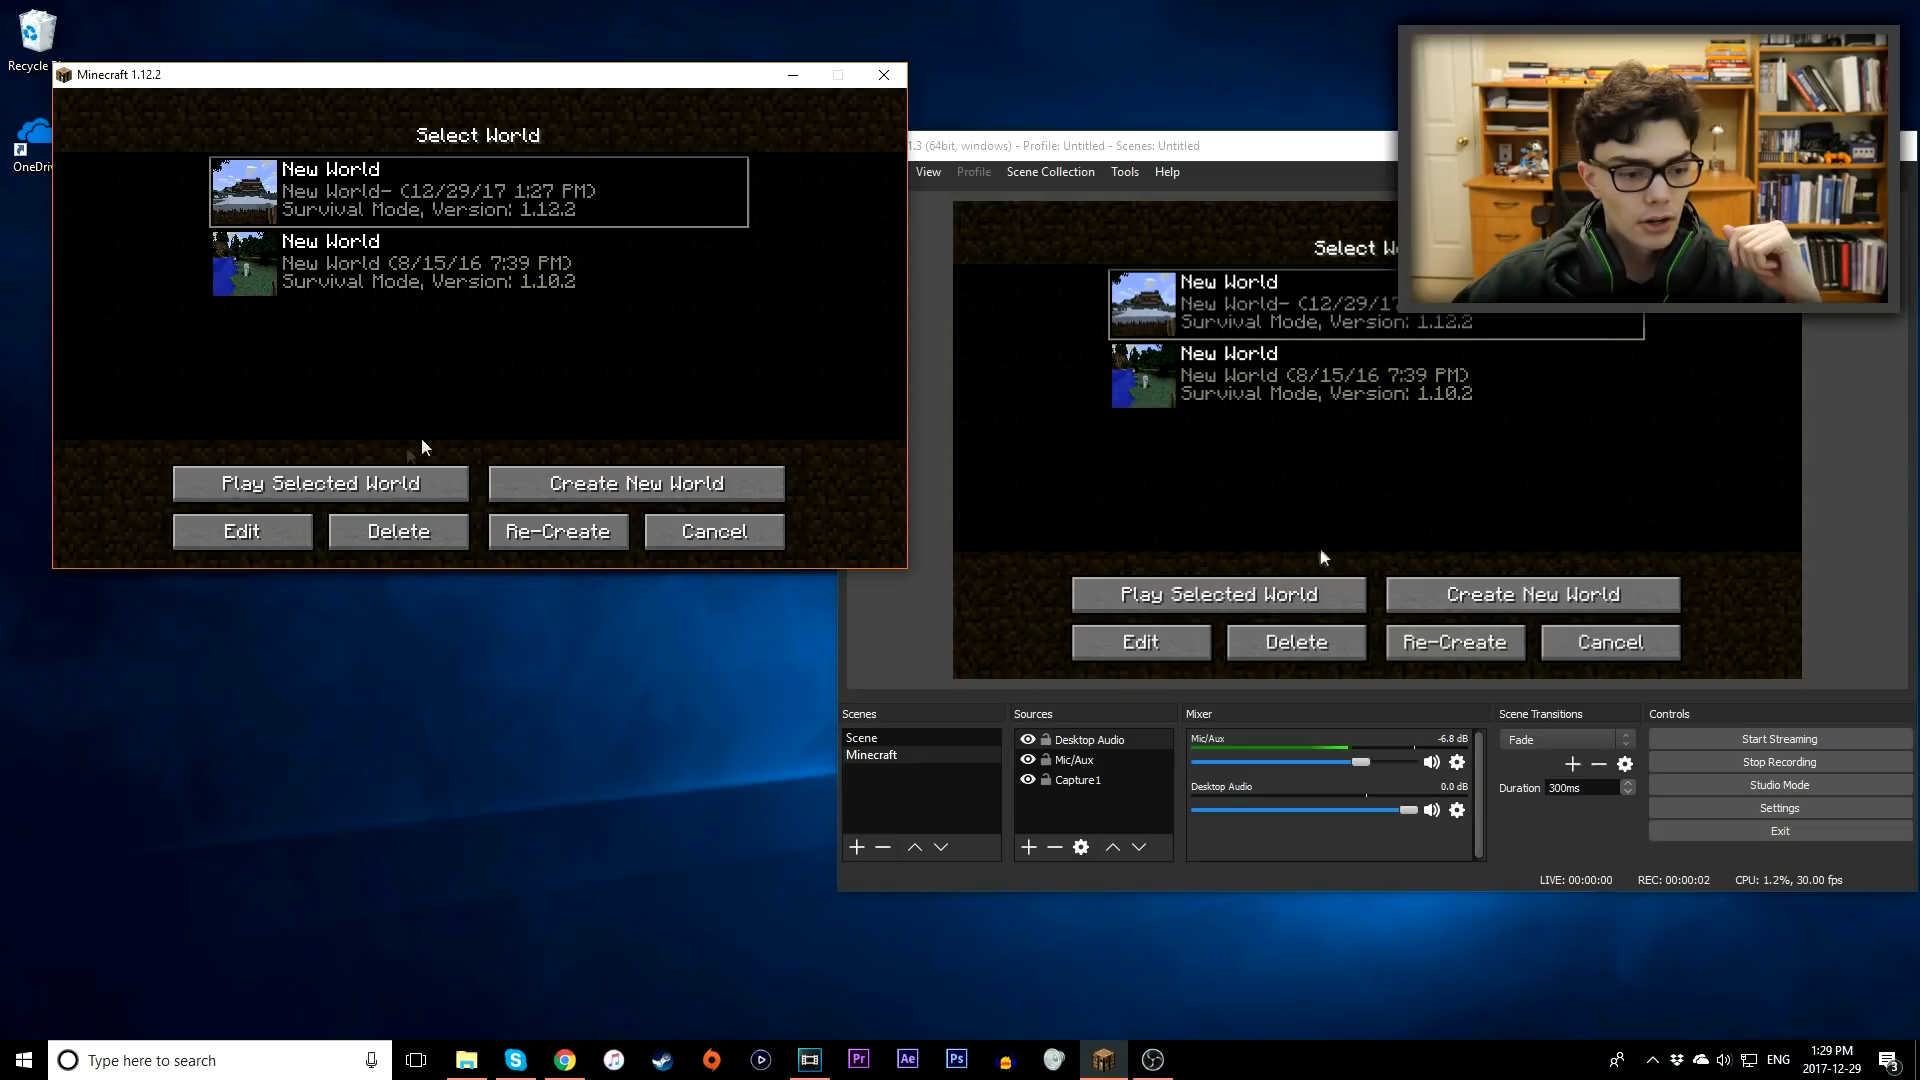 Recycle
OneDriv
Minecraft 1.12.2
Select World
New World
New World- (12/29/17 1:27 PM)
Survival Mode, Version: 1.12.2
New World
New World (8/15/16 7:39 PM)
Survival Mode, Version: 1.10.2
Play Selected World
Create New World
Edit
Delete
Re-Create
Cancel
1.3 (64bit, windows) - Profile: Untitled - Scenes: Untitled
View Profile Scene Collection Tools Help
Select W
New World
New World- (12/29/17
Survival Mode, Version: 1.12.2
New World
New World (8/15/16 7:39 PM)
Survival Mode, Version: 1.10.2
Play Selected World
Create New World
Edit
Delete
Re-Create
Cancel
Scenes
Scene
Minecraft
Sources
Desktop Audio
Mic/Aux
Capture1
Mixer
Mic/Aux -6.8 dB
Desktop Audio 0.0 dB
Scene Transitions
Fade
Duration 300ms
Controls
Start Streaming
Stop Recording
Studio Mode
Settings
Exit
LIVE: 00:00:00 REC: 00:00:02 CPU: 1.2%, 30.00 fps
Type here to search
Pr
Ae
Ps
ENG
1:29 PM
2017-12-29
3